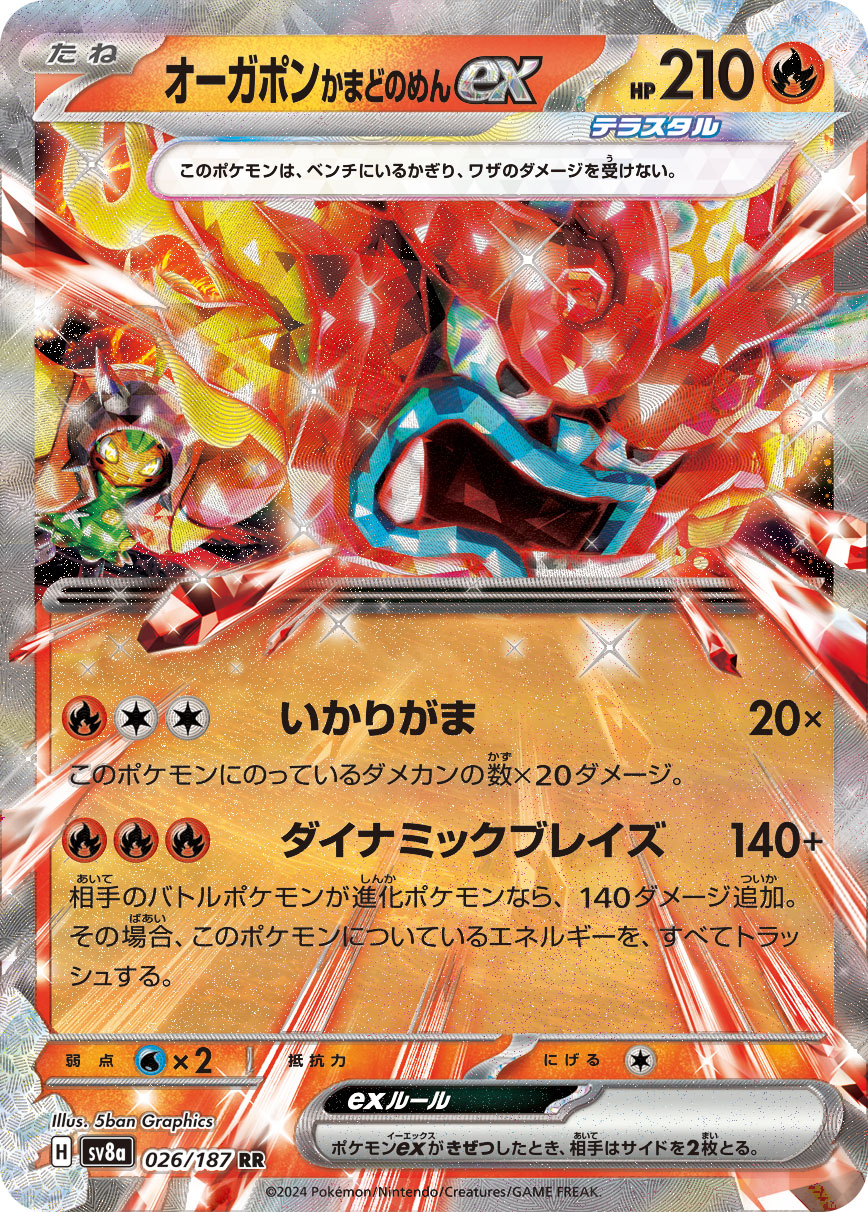 たね
オーガポンかまどのめんex HP210
テラスタル
このポケモンは、ベンチにいるかぎり、ワザのダメージを受けない。
いかりがま 20×
このポケモンにのっているダメカンの数×20ダメージ。
ダイナミックブレイズ 140+
相手のバトルポケモンが進化ポケモンなら、140ダメージ追加。
その場合、このポケモンについているエネルギーを、すべてトラッ
シュする。
弱点 ×2 抵抗力 にげる
exルール
ポケモンexがきぜつしたとき、相手はサイドを2枚とる。
Illus. 5ban Graphics
H sv8a 026/187 RR
©2024 Pokémon/Nintendo/Creatures/GAME FREAK.